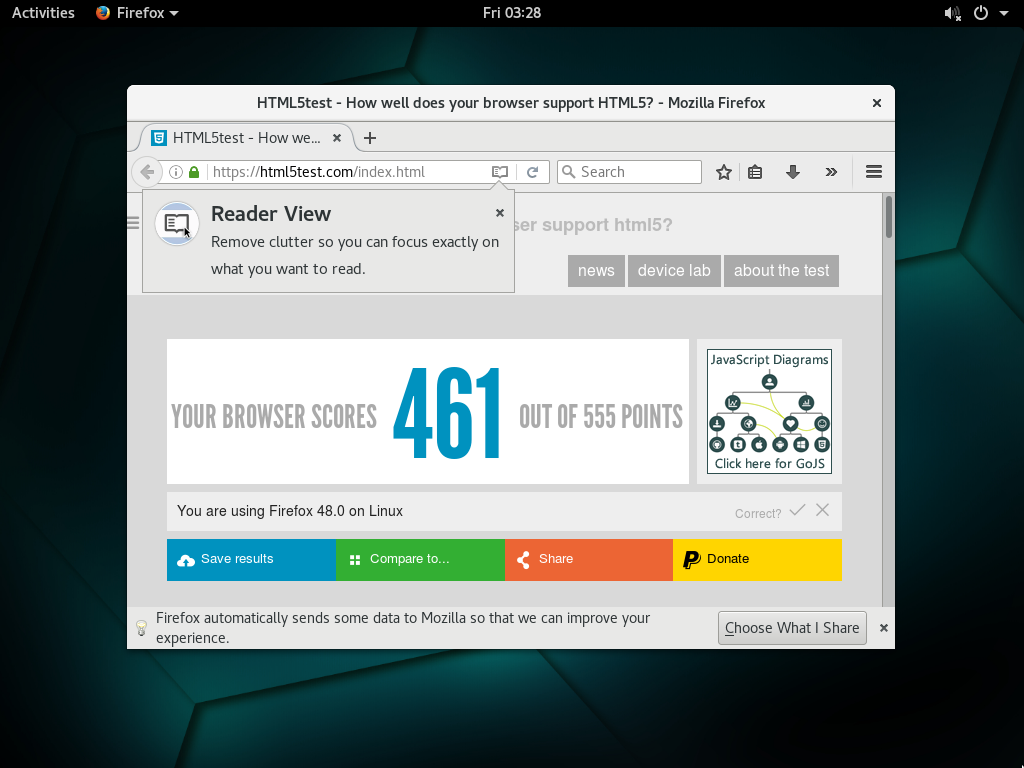 Activities Firefox Fri 03:28
HTML5test - How well does your browser support HTML5? - Mozilla Firefox
HTML5test - How we...
https://html5test.com/index.html Search
Reader View
Remove clutter so you can focus exactly on
what you want to read.
ser support html5?
news device lab about the test
YOUR BROWSER SCORES 461 OUT OF 555 POINTS
JavaScript Diagrams
Click here for GoJS
You are using Firefox 48.0 on Linux Correct?
Save results Compare to... Share Donate
Firefox automatically sends some data to Mozilla so that we can improve your
experience.
Choose What I Share